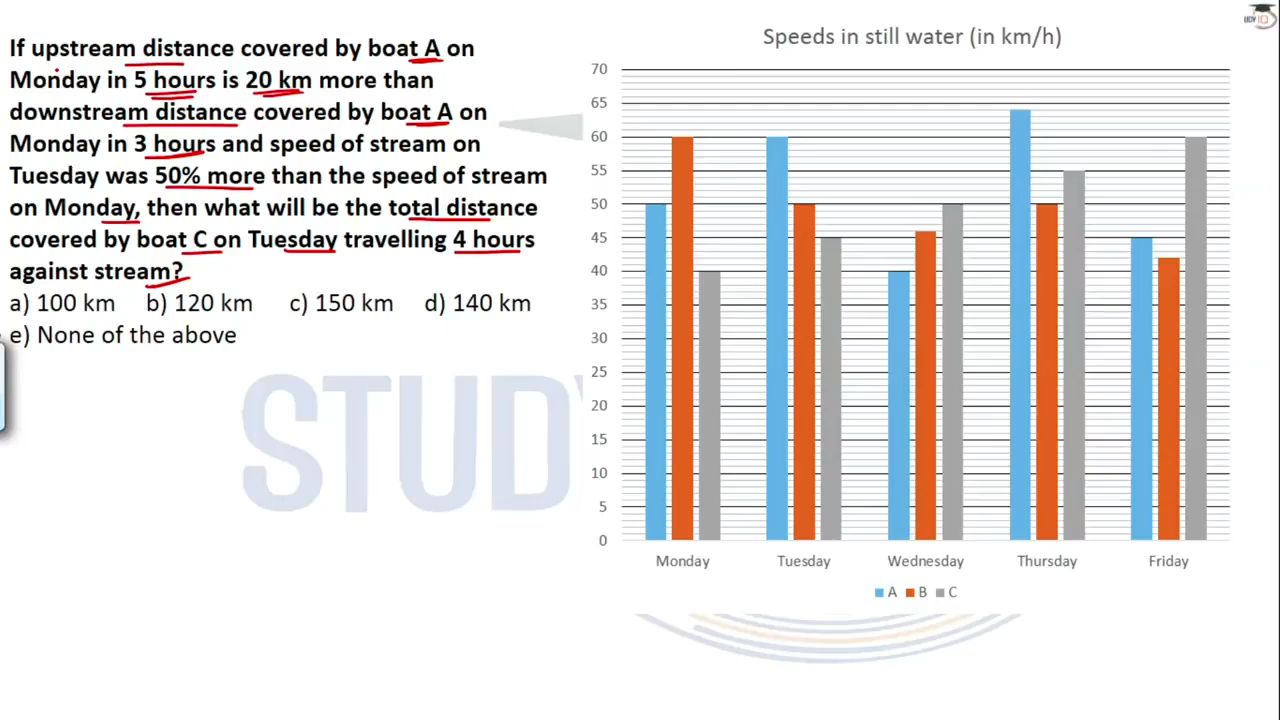 If upstream distance covered by boat A on
Monday in 5 hours is 20 km more than
downstream distance covered by boat A on
Monday in 3 hours and speed of stream on
Tuesday was 50% more than the speed of stream
on Monday, then what will be the total distance
covered by boat C on Tuesday travelling 4 hours
against stream?
a) 100 km b) 120 km c) 150 km d) 140 km
e) None of the above
STUDY
Speeds in still water (in km/h)
70
65
60
55
50
45
40
35
30
25
20
15
10
5
0
Monday Tuesday Wednesday Thursday Friday
A B C